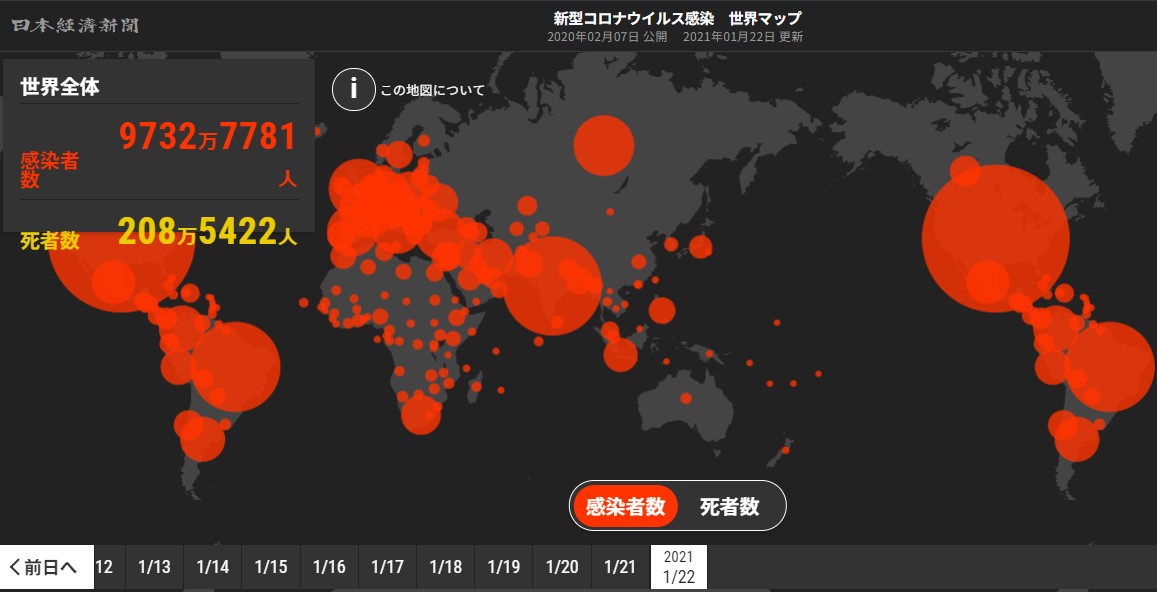 日本経済新聞
新型コロナウイルス感染 世界マップ
2020年02月07日 公開 2021年01月22日 更新
世界全体
感染者数
9732万7781人
死者数
208万5422人
i
この地図について
感染者数 死者数
前日へ
12 1/13 1/14 1/15 1/16 1/17 1/18 1/19 1/20 1/21
2021
1/22